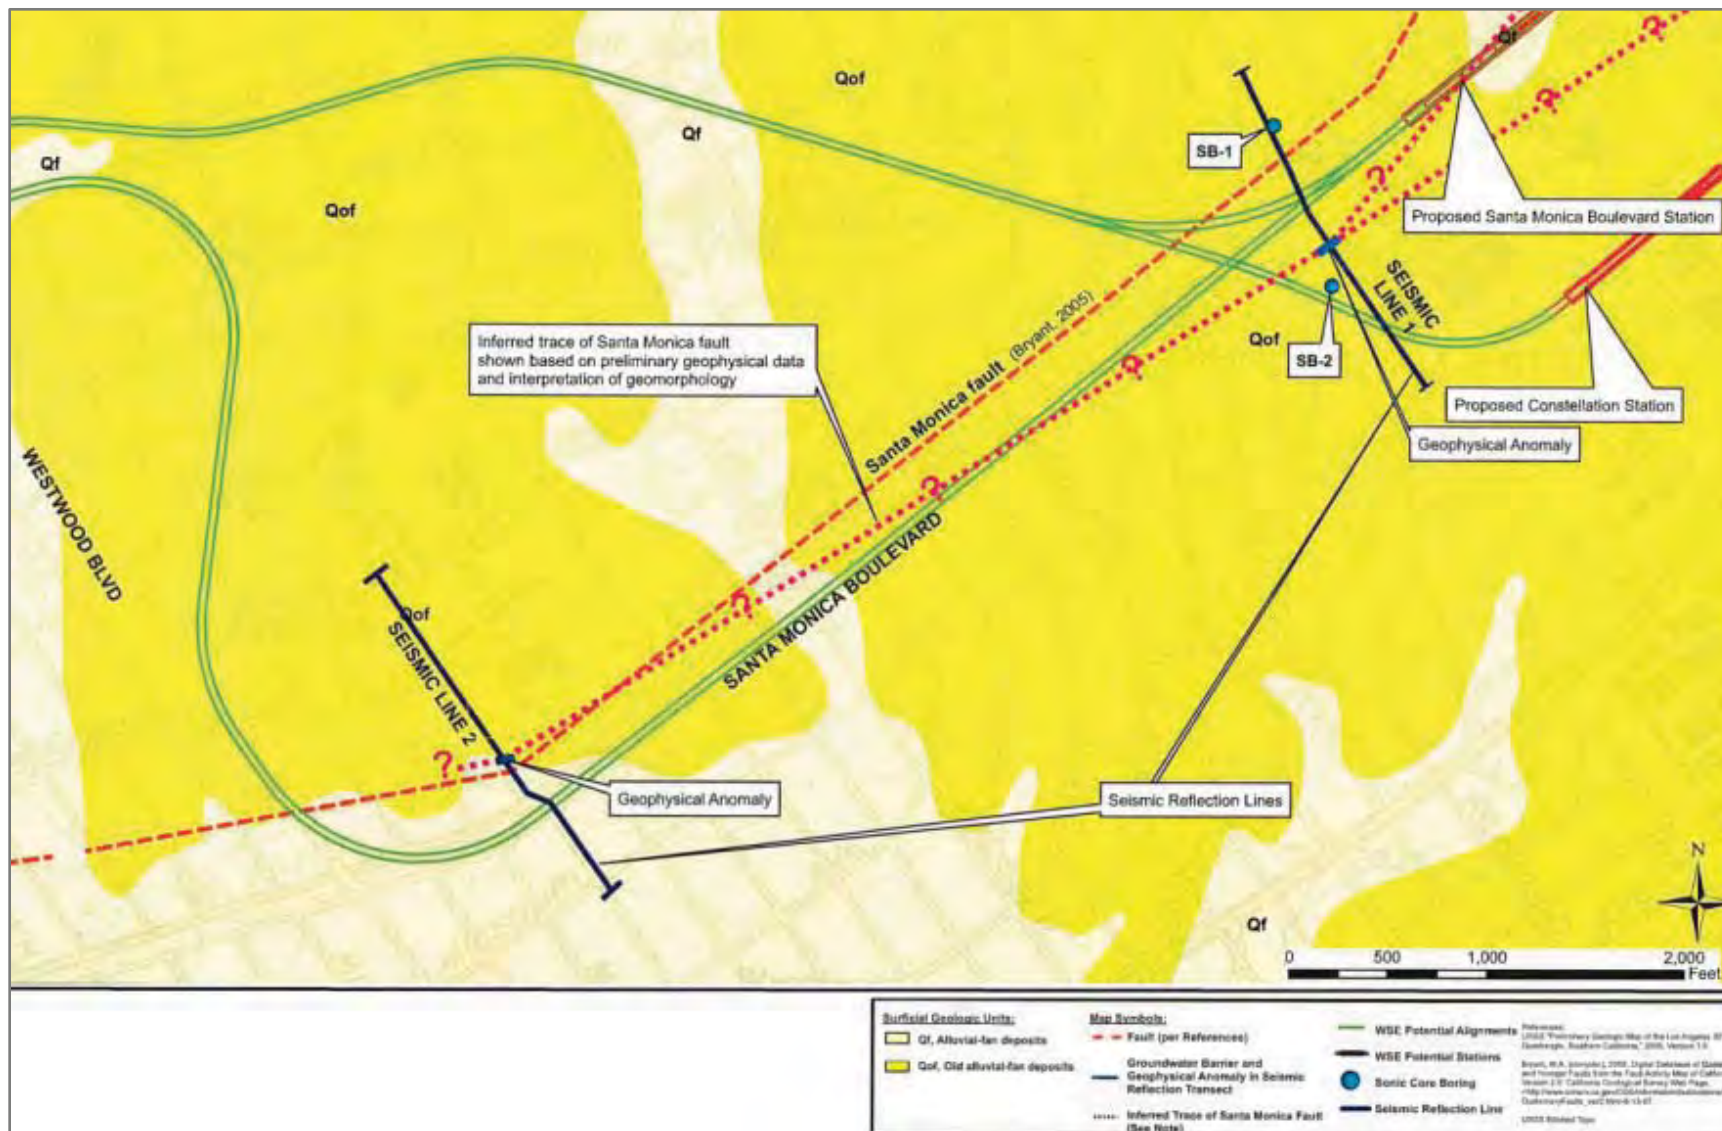 Qof
Qf
Qf
Qf
Qof
SB-1
Proposed Santa Monica Boulevard Station
SEISMIC
LINE 1
Inferred trace of Santa Monica fault
shown based on preliminary geophysical data
and interpretation of geomorphology
Santa Monica fault (Bryant, 2005)
Qof
SB-2
Proposed Constellation Station
Geophysical Anomaly
WESTWOOD BLVD
SANTA MONICA BOULEVARD
Qof
SEISMIC LINE 2
Geophysical Anomaly
Seismic Reflection Lines
?
?
?
?
?
?
?
N
Qf
0 500 1,000 2,000
Feet
Surficial Geologic Units:
Qf, Alluvial-fan deposits
Qof, Old alluvial-fan deposits
Map Symbols:
Fault (per References)
Groundwater Barrier and
Geophysical Anomaly in Seismic
Reflection Transect
Inferred Trace of Santa Monica Fault
(See Note)
WSE Potential Alignments
WSE Potential Stations
Sonic Core Boring
Seismic Reflection Line
References: